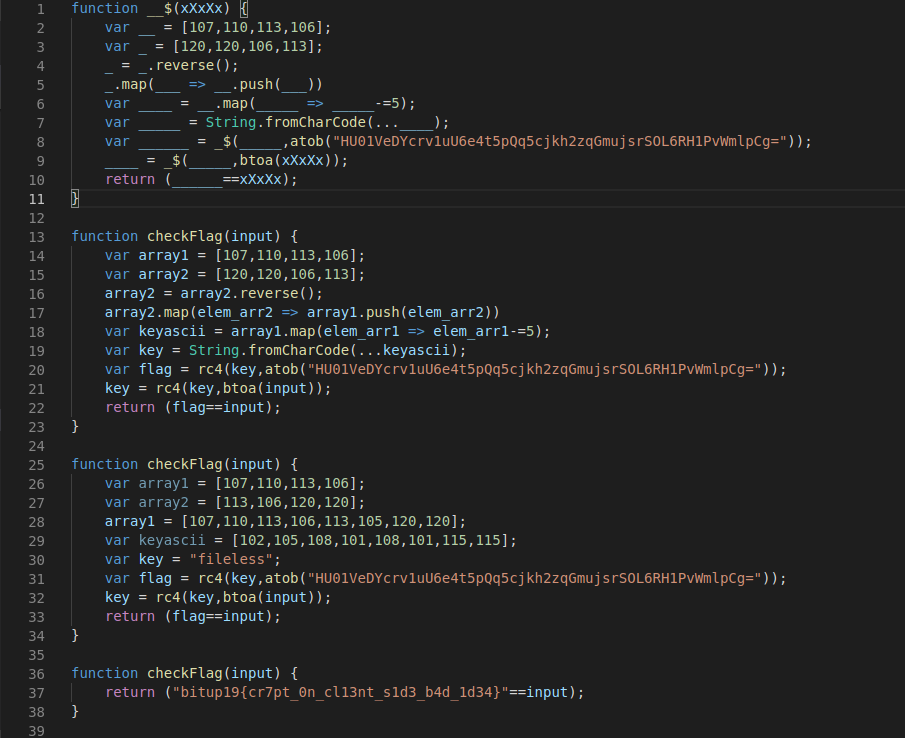 1 function __$(xXxXx) {
2 var __ = [107,110,113,106];
3 var _ = [120,120,106,113];
4 _ = _.reverse();
5 _.map(___ => __.push(___))
6 var ____ = __.map(_____ => _____-=5);
7 var _____ = String.fromCharCode(...____);
8 var ______ = _$(_____,atob("HU01VeDYcrv1uU6e4t5pQq5cjkh2zqGmujsrSOL6RH1PvWmlpCg="));
9 ____ = _$(_____,btoa(xXxXx));
10 return (______==xXxXx);
11 }
12
13 function checkFlag(input) {
14 var array1 = [107,110,113,106];
15 var array2 = [120,120,106,113];
16 array2 = array2.reverse();
17 array2.map(elem_arr2 => array1.push(elem_arr2))
18 var keyascii = array1.map(elem_arr1 => elem_arr1-=5);
19 var key = String.fromCharCode(...keyascii);
20 var flag = rc4(key,atob("HU01VeDYcrv1uU6e4t5pQq5cjkh2zqGmujsrSOL6RH1PvWmlpCg="));
21 key = rc4(key,btoa(input));
22 return (flag==input);
23 }
24
25 function checkFlag(input) {
26 var array1 = [107,110,113,106];
27 var array2 = [113,106,120,120];
28 array1 = [107,110,113,106,113,105,120,120];
29 var keyascii = [102,105,108,101,108,101,115,115];
30 var key = "fileless";
31 var flag = rc4(key,atob("HU01VeDYcrv1uU6e4t5pQq5cjkh2zqGmujsrSOL6RH1PvWmlpCg="));
32 key = rc4(key,btoa(input));
33 return (flag==input);
34 }
35
36 function checkFlag(input) {
37 return ("bitup19{cr7pt_0n_cl13nt_s1d3_b4d_1d34}"==input);
38 }
39